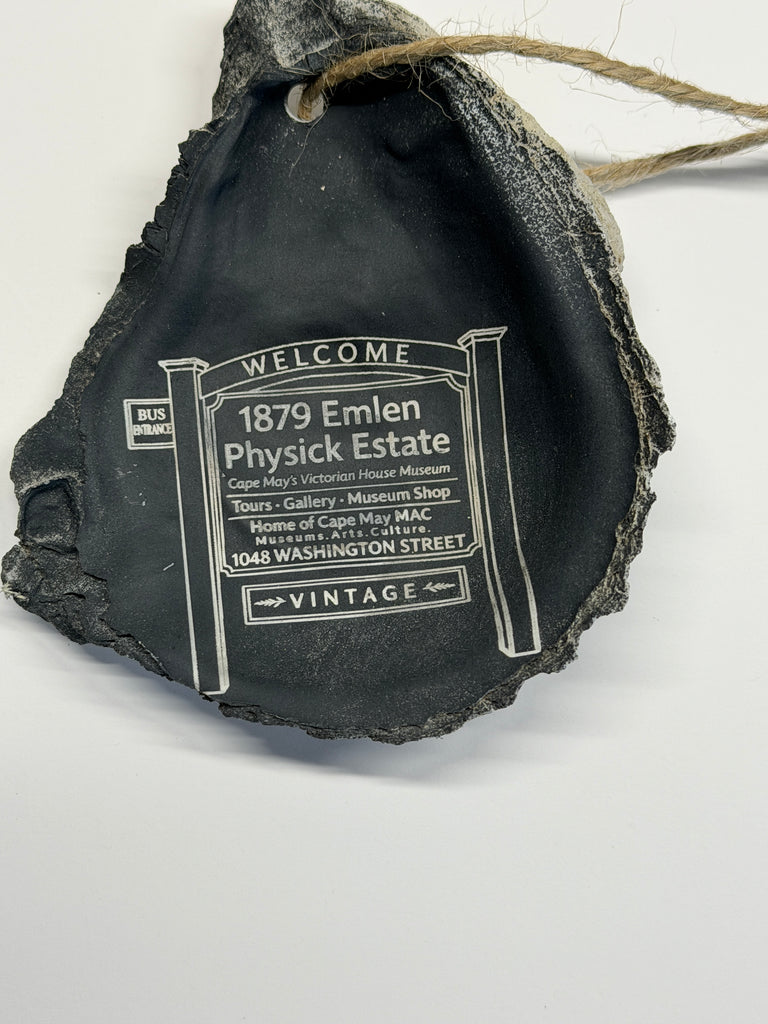 WELCOME
BUS
ENTRANCE
1879 Emlen
Physick Estate
Cape May's Victorian House Museum
Tours · Gallery · Museum Shop
Home of Cape May MAC
Museums.Arts.Culture.
1048 WASHINGTON STREET
VINTAGE